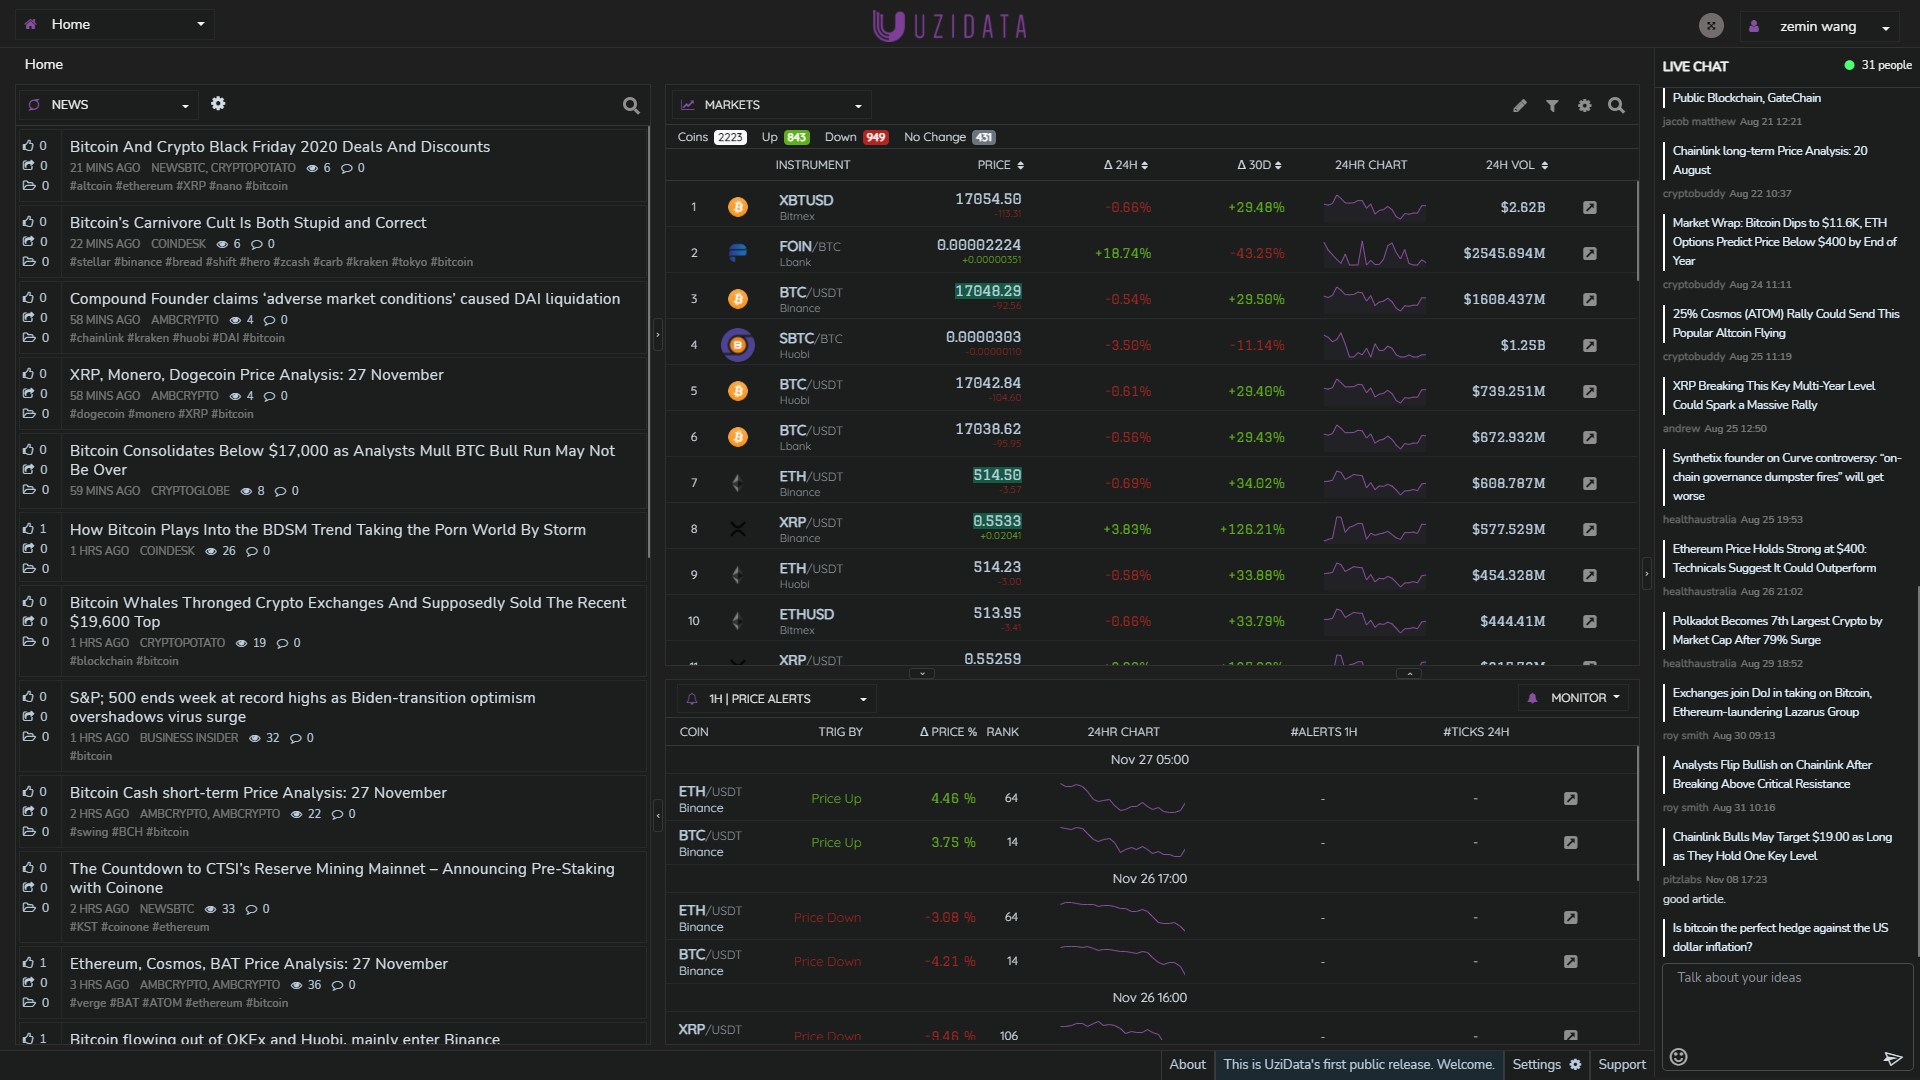 Home
UZIDATA
zemin wang
Home
NEWS
0
0
0
Bitcoin And Crypto Black Friday 2020 Deals And Discounts
21 MINS AGO NEWSBTC, CRYPTOPOTATO 6 0
#altcoin #ethereum #XRP #nano #bitcoin
0
0
0
Bitcoin's Carnivore Cult Is Both Stupid and Correct
22 MINS AGO COINDESK 6 0
#stellar #binance #bread #shift #hero #zcash #carb #kraken #tokyo #bitcoin
0
0
0
Compound Founder claims ‘adverse market conditions’ caused DAI liquidation
58 MINS AGO AMBCRYPTO 4 0
#chainlink #kraken #huobi #DAI #bitcoin
0
0
0
XRP, Monero, Dogecoin Price Analysis: 27 November
58 MINS AGO AMBCRYPTO 4 0
#dogecoin #monero #XRP #bitcoin
0
0
0
Bitcoin Consolidates Below $17,000 as Analysts Mull BTC Bull Run May Not
Be Over
59 MINS AGO CRYPTOGLOBE 8 0
1
0
0
How Bitcoin Plays Into the BDSM Trend Taking the Porn World By Storm
1 HRS AGO COINDESK 26 0
0
0
0
Bitcoin Whales Thronged Crypto Exchanges And Supposedly Sold The Recent
$19,600 Top
1 HRS AGO CRYPTOPOTATO 19 0
#blockchain #bitcoin
0
0
0
S&P; 500 ends week at record highs as Biden-transition optimism
overshadows virus surge
1 HRS AGO BUSINESS INSIDER 32 0
#bitcoin
0
0
0
Bitcoin Cash short-term Price Analysis: 27 November
2 HRS AGO AMBCRYPTO, AMBCRYPTO 22 0
#swing #BCH #bitcoin
0
0
0
The Countdown to CTSI's Reserve Mining Mainnet – Announcing Pre-Staking
with Coinone
2 HRS AGO NEWSBTC 33 0
#KST #coinone #ethereum
1
0
0
Ethereum, Cosmos, BAT Price Analysis: 27 November
3 HRS AGO AMBCRYPTO, AMBCRYPTO 36 0
#verge #BAT #ATOM #ethereum #bitcoin
1
Bitcoin flowing out of OKEx and Huobi, mainly enter Binance
MARKETS
Coins 2223 Up 843 Down 949 No Change 431
INSTRUMENT PRICE Δ 24H Δ 30D 24HR CHART 24H VOL
1 XBTUSD 17054.50 -0.66% +29.48% $2.62B
Bitmex -113.31
2 FOIN/BTC 0.00002224 +18.74% -43.25% $2545.694M
Lbank +0.00000351
3 BTC/USDT 17048.29 -0.54% +29.50% $1608.437M
Binance -92.56
4 SBTC/BTC 0.0000303 -3.50% -11.14% $1.25B
Huobi -0.00000110
5 BTC/USDT 17042.84 -0.61% +29.40% $739.251M
Huobi -104.60
6 BTC/USDT 17038.62 -0.56% +29.43% $672.932M
Lbank -95.95
7 ETH/USDT 514.50 -0.69% +34.02% $608.787M
Binance -3.57
8 XRP/USDT 0.5533 +3.83% +126.21% $577.529M
Binance +0.02041
9 ETH/USDT 514.23 -0.58% +33.88% $454.328M
Huobi -3.00
10 ETHUSD 513.95 -0.66% +33.79% $444.41M
Bitmex -3.41
XRP/USDT 0.55259
1H | PRICE ALERTS
MONITOR
COIN TRIG BY Δ PRICE % RANK 24HR CHART #ALERTS 1H #TICKS 24H
Nov 27 05:00
ETH/USDT Price Up 4.46 % 64 - -
Binance
BTC/USDT Price Up 3.75 % 14 - -
Binance
Nov 26 17:00
ETH/USDT Price Down -3.08 % 64 - -
Binance
BTC/USDT Price Down -4.21 % 14 - -
Binance
Nov 26 16:00
XRP/USDT Price Down -9.46 % 106 - -
LIVE CHAT 31 people
Public Blockchain, GateChain
jacob matthew Aug 21 12:21
Chainlink long-term Price Analysis: 20
August
cryptobuddy Aug 22 10:37
Market Wrap: Bitcoin Dips to $11.6K, ETH
Options Predict Price Below $400 by End of
Year
cryptobuddy Aug 24 11:11
25% Cosmos (ATOM) Rally Could Send This
Popular Altcoin Flying
cryptobuddy Aug 25 11:19
XRP Breaking This Key Multi-Year Level
Could Spark a Massive Rally
andrew Aug 25 12:50
Synthetix founder on Curve controversy: “on-
chain governance dumpster fires” will get
worse
healthaustralia Aug 25 19:53
Ethereum Price Holds Strong at $400:
Technicals Suggest It Could Outperform
healthaustralia Aug 26 21:02
Polkadot Becomes 7th Largest Crypto by
Market Cap After 79% Surge
healthaustralia Aug 29 18:52
Exchanges join DoJ in taking on Bitcoin,
Ethereum-laundering Lazarus Group
roy smith Aug 30 09:13
Analysts Flip Bullish on Chainlink After
Breaking Above Critical Resistance
roy smith Aug 31 10:16
Chainlink Bulls May Target $19.00 as Long
as They Hold One Key Level
pitzlabs Nov 08 17:23
good article.
Is bitcoin the perfect hedge against the US
dollar inflation?
Talk about your ideas
About This is UziData's first public release. Welcome. Settings Support